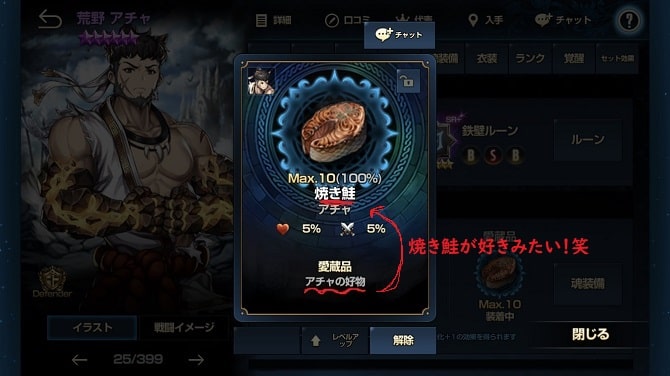 荒野 アチャ
詳細
口コミ
入手
チャット
?
チャット
衣装
ランク
覚醒
セット効果
Max.10(100%)
焼き鮭
アチャ
5%
5%
愛蔵品
アチャの好物
焼き鮭が好きみたい!笑
SR+
鉄壁ルーン
B S B
ルーン
Max.10
装着中
魂装備
Defender
イラスト
戦闘イメージ
レベルア
ップ
解除
閉じる
25/399